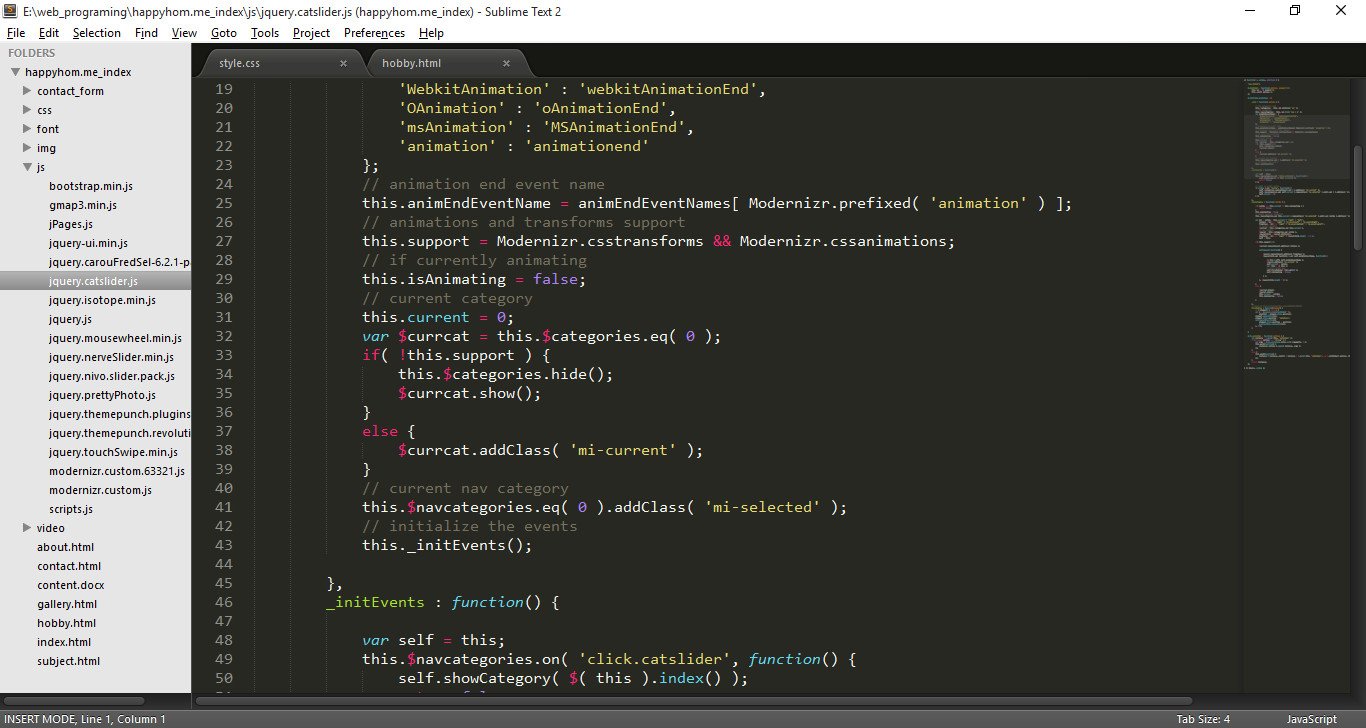 E:\web_programing\happyhom.me_index\js\jquery.catslider.js (happyhom.me_index) - Sublime Text 2
File Edit Selection Find View Goto Tools Project Preferences Help
FOLDERS
happyhom.me_index
contact_form
css
font
img
js
bootstrap.min.js
gmap3.min.js
jPages.js
jquery-ui.min.js
jquery.carouFredSel-6.2.1-p
jquery.catslider.js
jquery.isotope.min.js
jquery.js
jquery.mousewheel.min.js
jquery.nerveSlider.min.js
jquery.nivo.slider.pack.js
jquery.prettyPhoto.js
jquery.themepunch.plugins
jquery.themepunch.revoluti
jquery.touchSwipe.min.js
modernizr.custom.63321.js
modernizr.custom.js
scripts.js
video
about.html
contact.html
content.docx
gallery.html
hobby.html
index.html
subject.html
style.css × hobby.html ×
19 'WebkitAnimation' : 'webkitAnimationEnd',
20 'OAnimation' : 'oAnimationEnd',
21 'msAnimation' : 'MSAnimationEnd',
22 'animation' : 'animationend'
23 };
24 // animation end event name
25 this.animEndEventName = animEndEventNames[ Modernizr.prefixed( 'animation' ) ];
26 // animations and transforms support
27 this.support = Modernizr.csstransforms && Modernizr.cssanimations;
28 // if currently animating
29 this.isAnimating = false;
30 // current category
31 this.current = 0;
32 var $currcat = this.$categories.eq( 0 );
33 if( !this.support ) {
34 this.$categories.hide();
35 $currcat.show();
36 }
37 else {
38 $currcat.addClass( 'mi-current' );
39 }
40 // current nav category
41 this.$navcategories.eq( 0 ).addClass( 'mi-selected' );
42 // initialize the events
43 this._initEvents();
44
45 },
46 _initEvents : function() {
47
48 var self = this;
49 this.$navcategories.on( 'click.catslider', function() {
50 self.showCategory( $( this ).index() );
INSERT MODE, Line 1, Column 1 Tab Size: 4 JavaScript